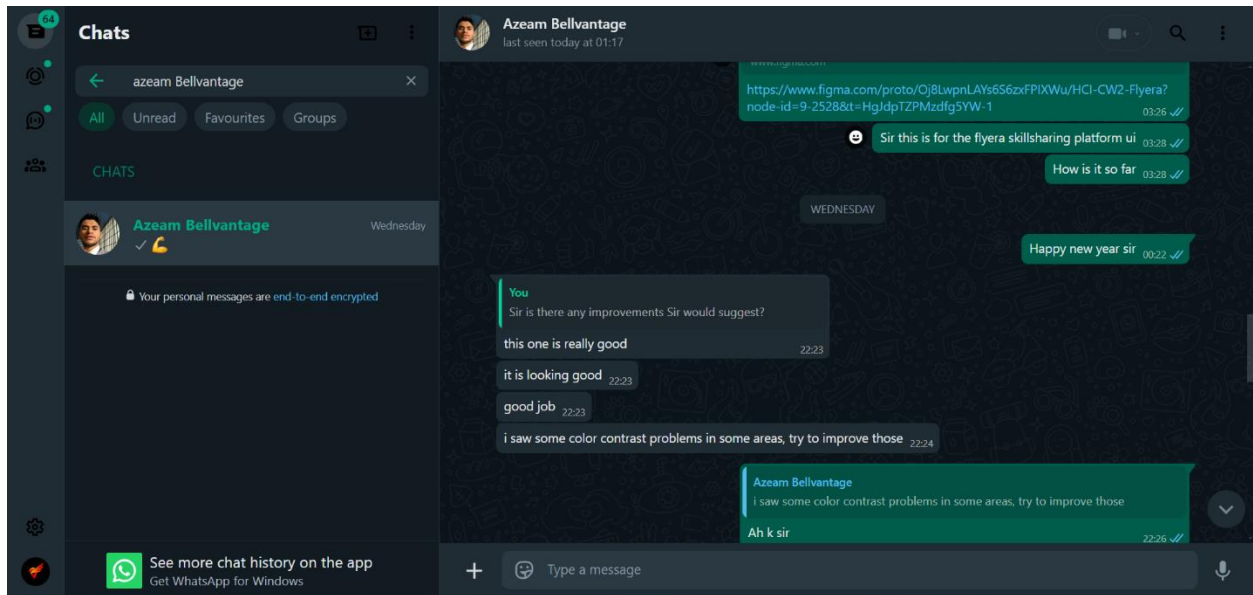 64
Chats
azeam Bellvantage
All Unread Favourites Groups
CHATS
Azeam Bellvantage
Wednesday
Your personal messages are end-to-end encrypted
See more chat history on the app
Get WhatsApp for Windows
Azeam Bellvantage
last seen today at 01:17
www.figma.com
https://www.figma.com/proto/Oj8LwpnLAYs6S6zxFPIXWu/HCI-CW2-Flyera?
node-id=9-2528&t=HgJdpTZPMzdfg5YW-1
03:26
Sir this is for the flyera skillsharing platform ui 03:28
How is it so far 03:28
WEDNESDAY
Happy new year sir 00:22
You
Sir is there any improvements Sir would suggest?
this one is really good
22:23
it is looking good 22:23
good job 22:23
i saw some color contrast problems in some areas, try to improve those 22:24
Azeam Bellvantage
i saw some color contrast problems in some areas, try to improve those
Ah k sir
22:26
Type a message